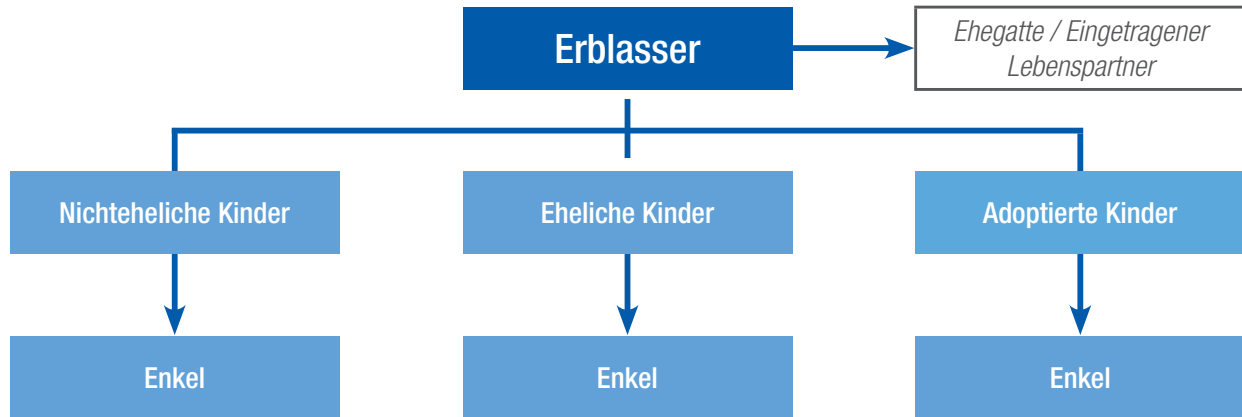 Erblasser
Ehegatte / Eingetragener
Lebenspartner
Nichteheliche Kinder
Eheliche Kinder
Adoptierte Kinder
Enkel
Enkel
Enkel